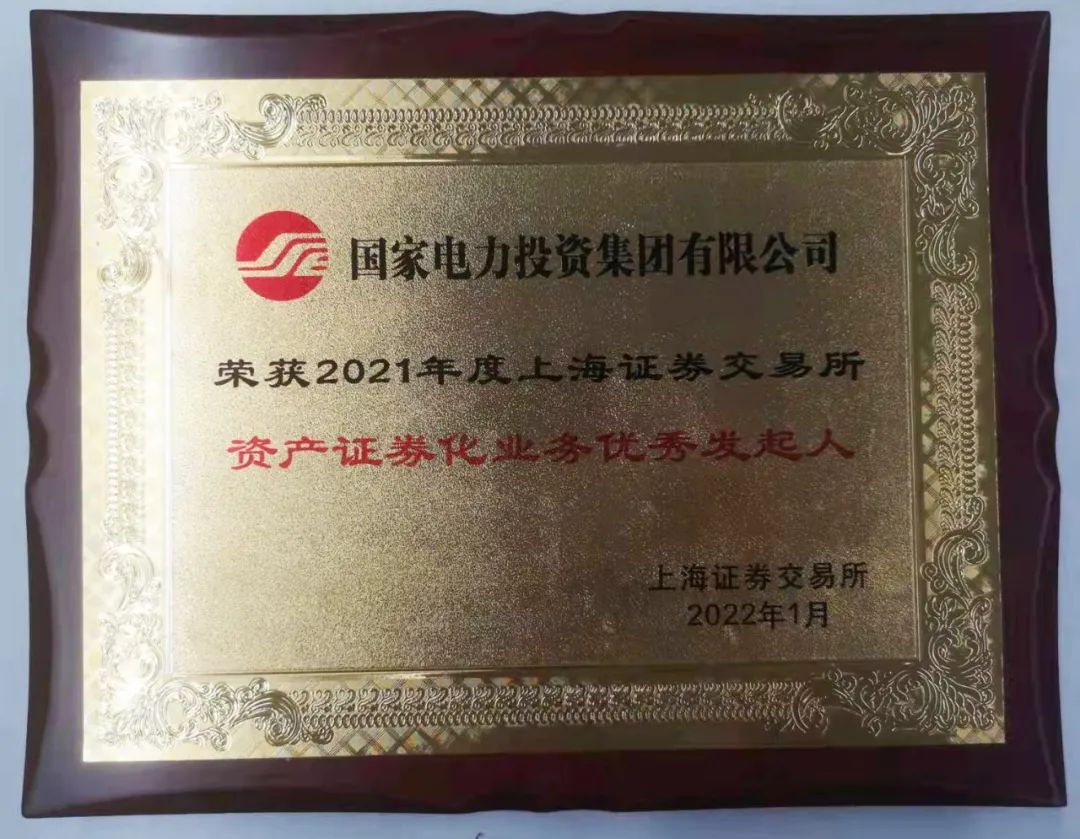 国家电力投资集团有限公司
荣获2021年度上海证券交易所
资产证券化业务优秀发起人
上海证券交易所
2022年1月